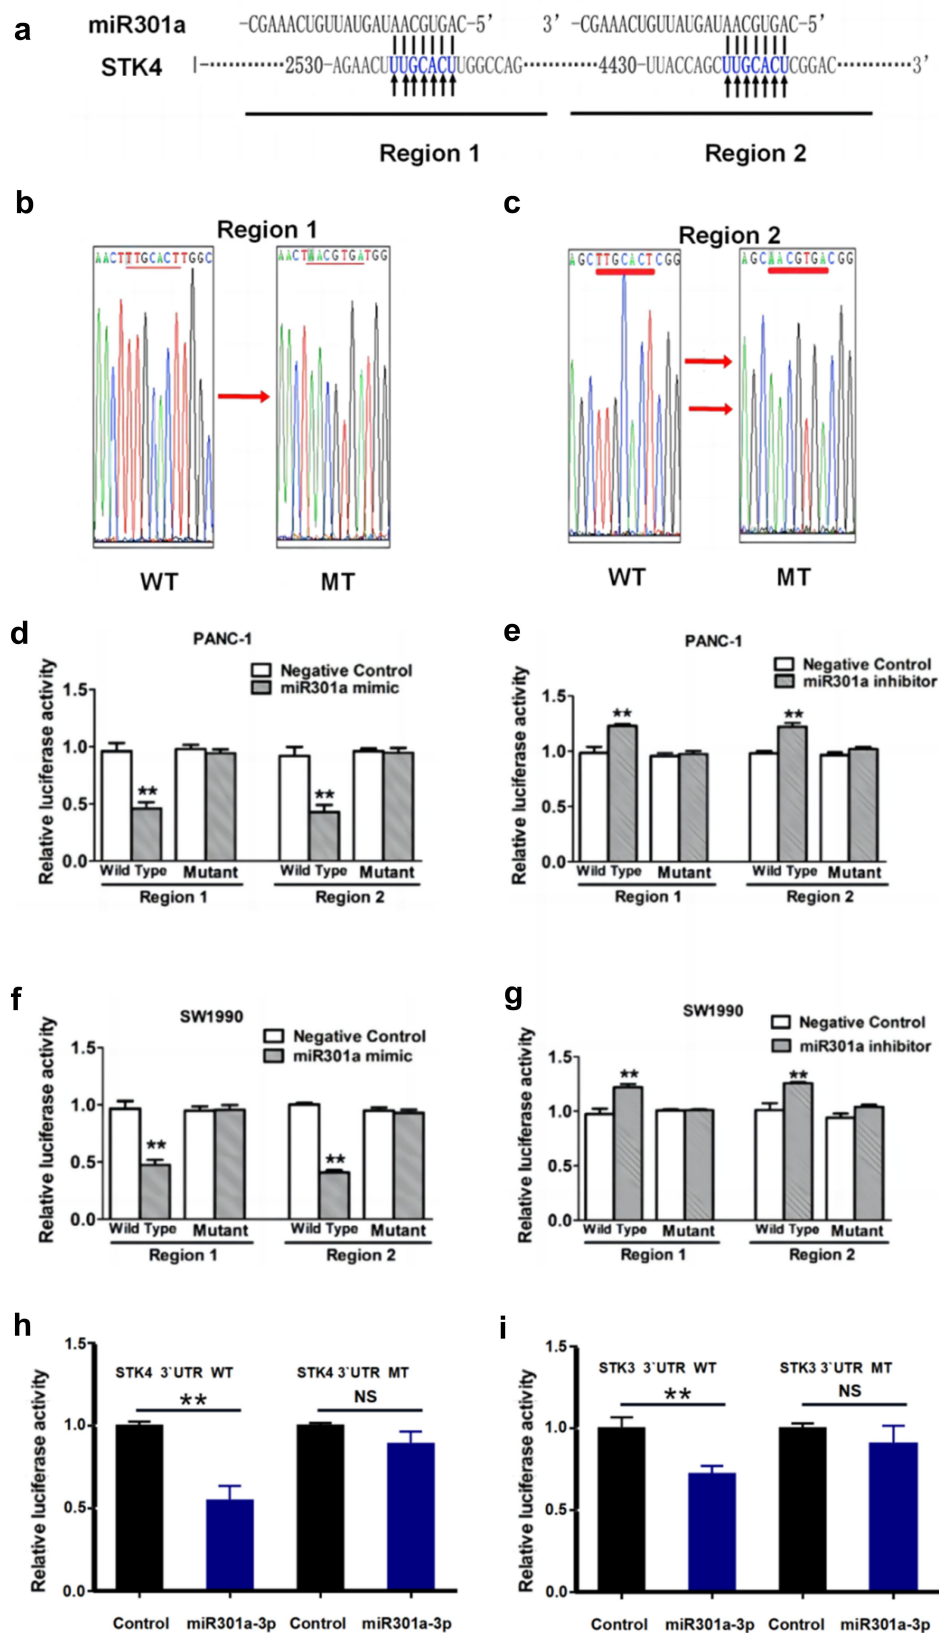 a
miR301a -CGAAACUGUUAUGAUAACGUGAC-5’ 3’ -CGAAACUGUUAUGAUAACGUGAC-5’
STK4 |-············2530-AGAACUUUGCACUUGGCCAG············4430-UUACCAGCUUGCACUCGGAC············3’
Region 1 Region 2
b
Region 1
AACTTTGCACTTGGC
AACTAACGTGATGG
WT MT
c
Region 2
AGCTTGCACTCGG
AGCAACGTGACGG
WT MT
d
PANC-1
Negative Control
miR301a mimic
Relative luciferase activity
1.5
1.0
0.5
0.0
** **
Wild Type Mutant Wild Type Mutant
Region 1 Region 2
e
PANC-1
Negative Control
miR301a inhibitor
Relative luciferase activity
1.5
1.0
0.5
0.0
** **
Wild Type Mutant Wild Type Mutant
Region 1 Region 2
f
SW1990
Negative Control
miR301a mimic
Relative luciferase activity
1.5
1.0
0.5
0.0
** **
Wild Type Mutant Wild Type Mutant
Region 1 Region 2
g
SW1990
Negative Control
miR301a inhibitor
Relative luciferase activity
1.5
1.0
0.5
0.0
** **
Wild Type Mutant Wild Type Mutant
Region 1 Region 2
h
Relative luciferase activity
1.5
1.0
0.5
0.0
STK4 3`UTR WT STK4 3`UTR MT
** NS
Control miR301a-3p Control miR301a-3p
i
Relative luciferase activity
1.5
1.0
0.5
0.0
STK3 3`UTR WT STK3 3`UTR MT
** NS
Control miR301a-3p Control miR301a-3p